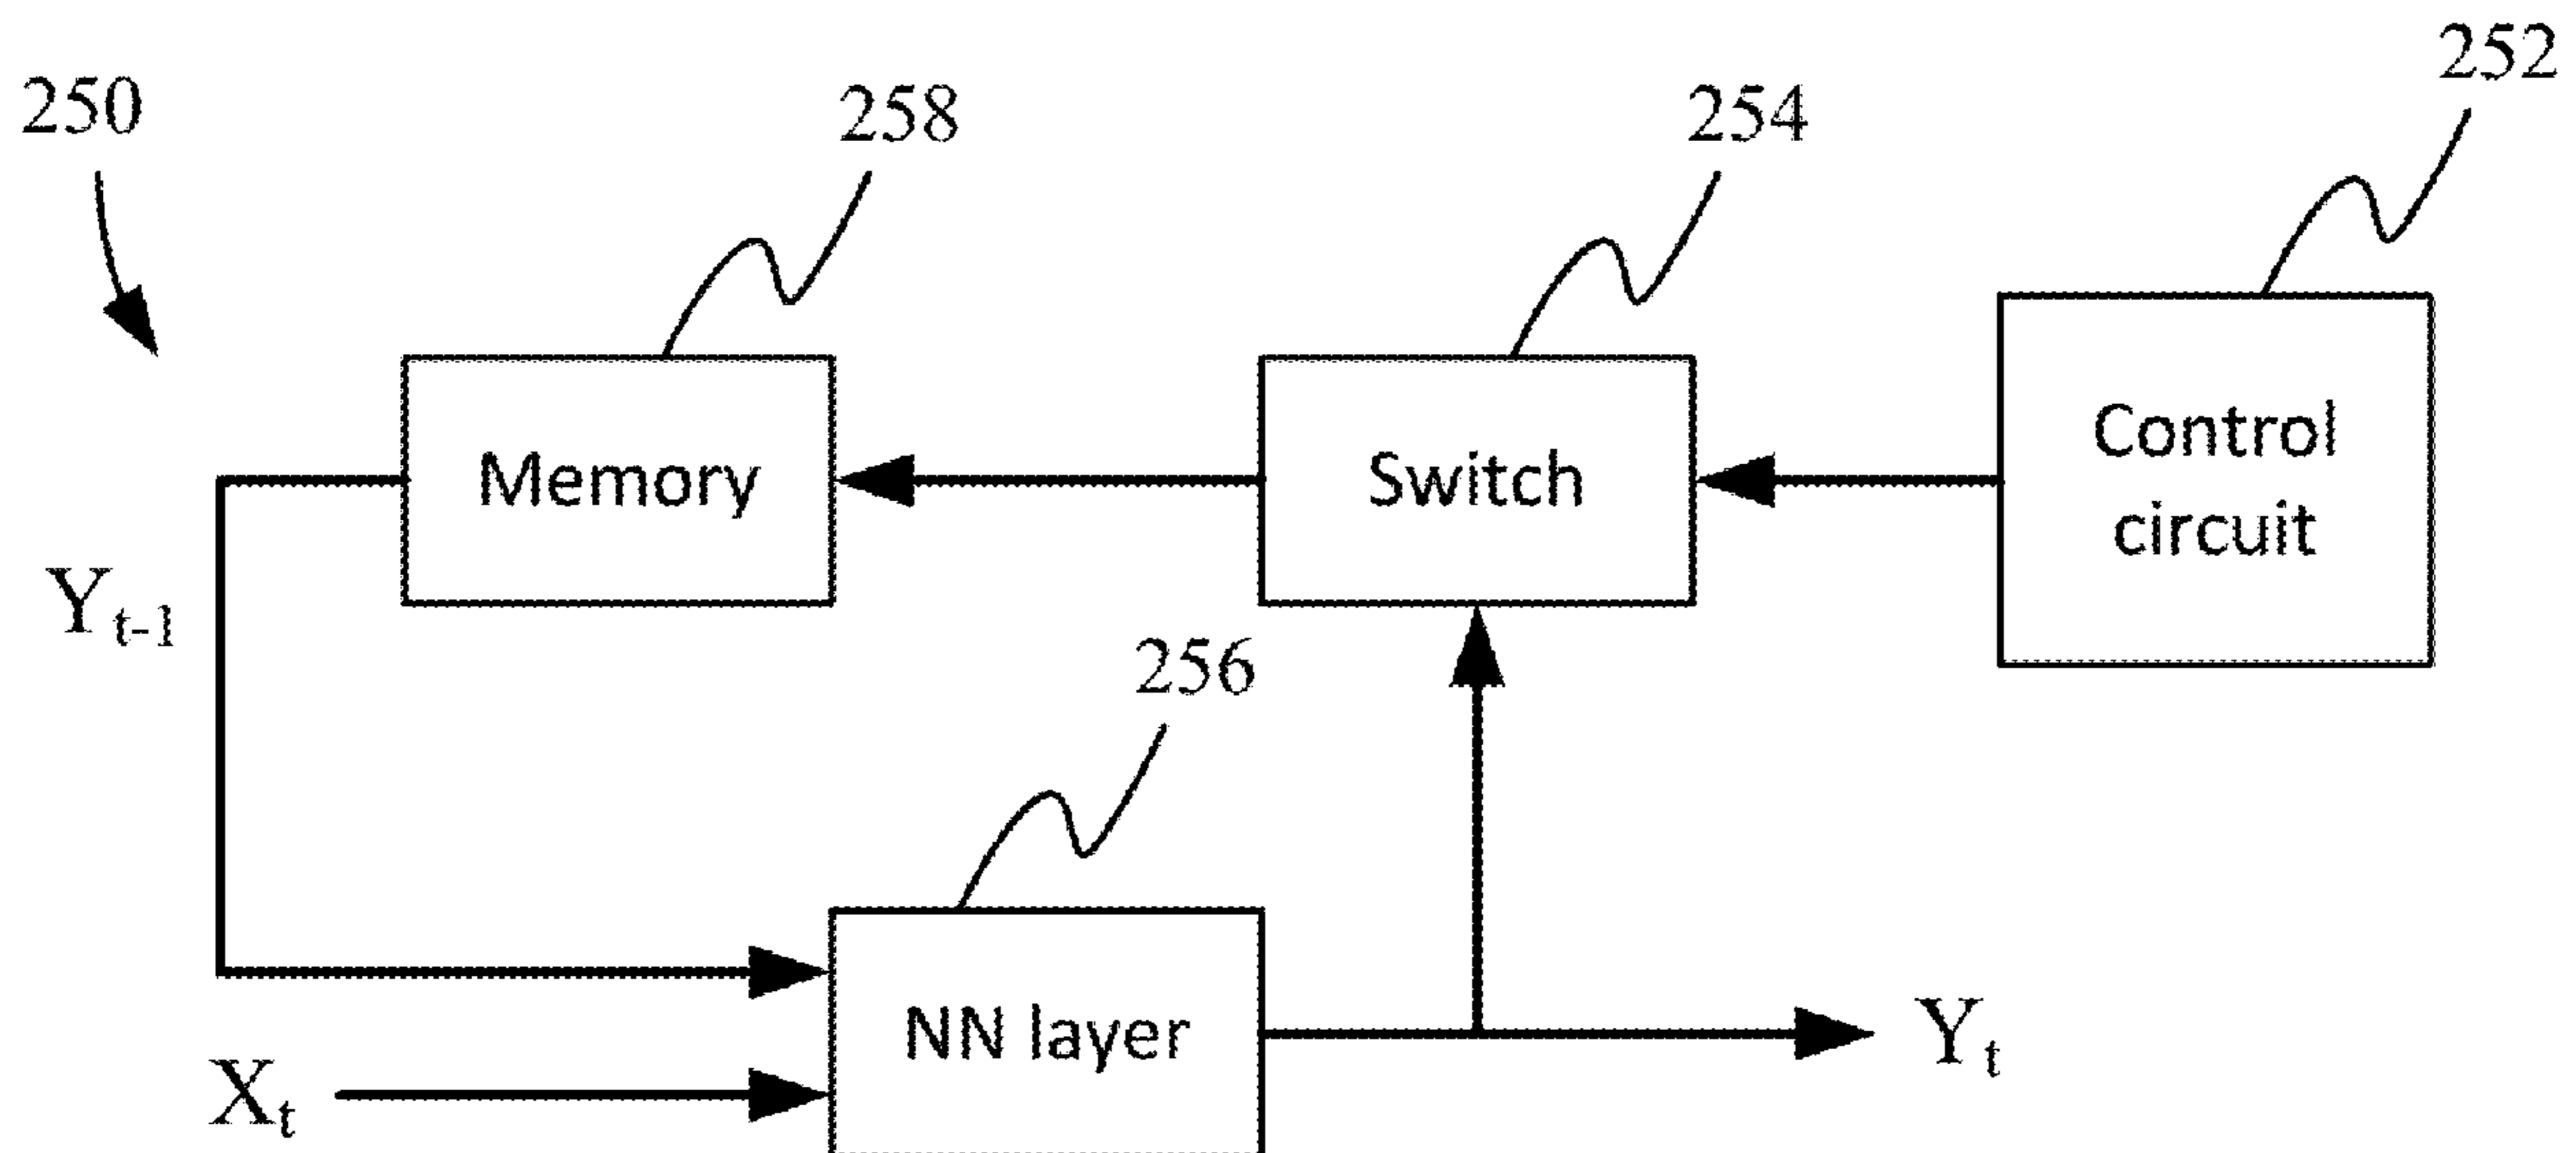 252
250
258
254
Control
circuit
Memory
Switch
Yt-1
256
NN layer
Yt
Xt